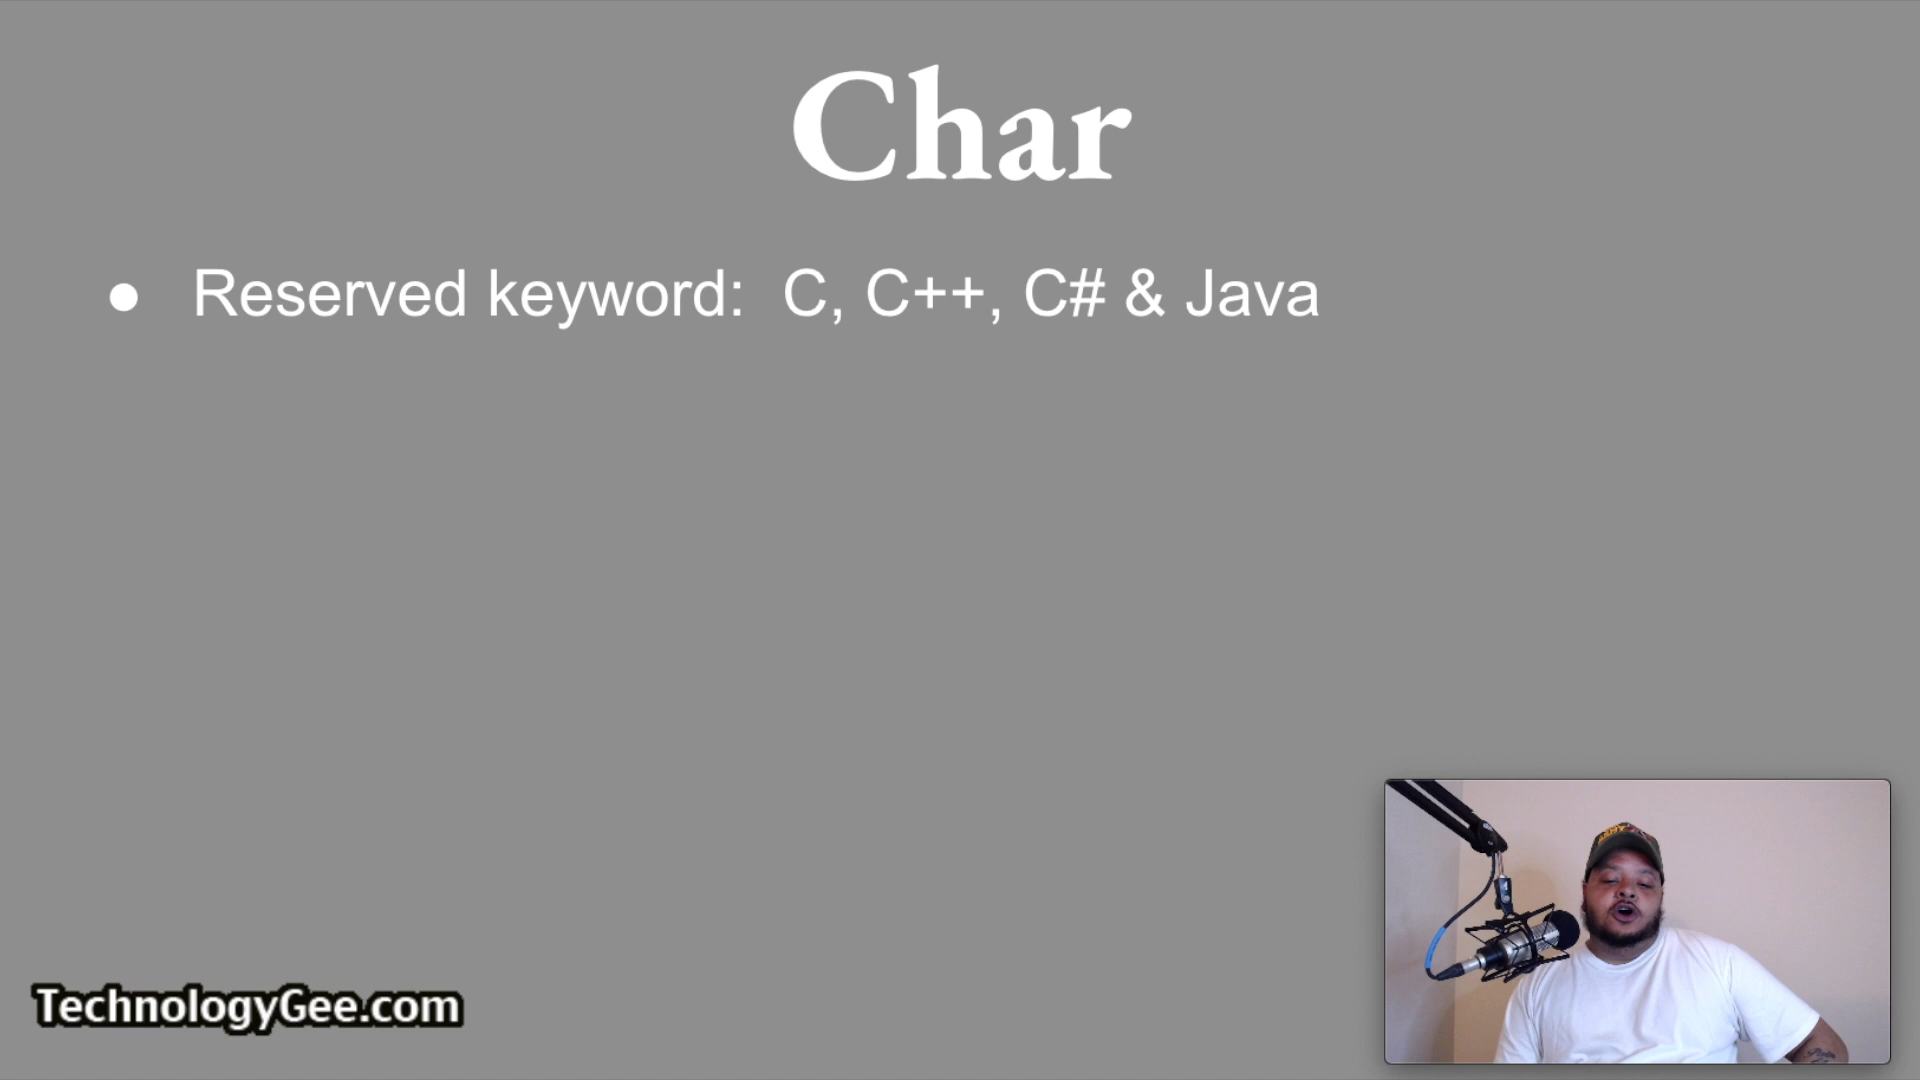 Char
● Reserved keyword: C, C++, C# & Java
TechnologyGee.com